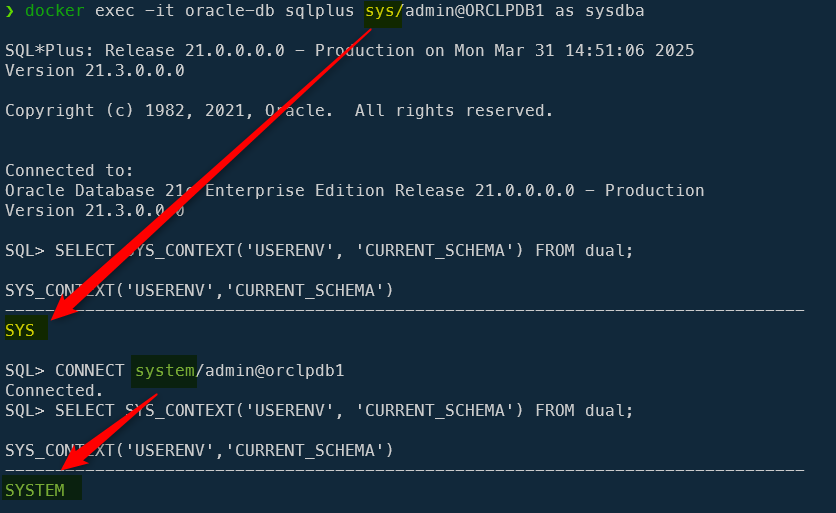 ❯ docker exec -it oracle-db sqlplus sys/admin@ORCLPDB1 as sysdba
SQL*Plus: Release 21.0.0.0.0 - Production on Mon Mar 31 14:51:06 2025
Version 21.3.0.0.0
Copyright (c) 1982, 2021, Oracle.  All rights reserved.
Connected to:
Oracle Database 21c Enterprise Edition Release 21.0.0.0.0 - Production
Version 21.3.0.0.0
SQL> SELECT SYS_CONTEXT('USERENV', 'CURRENT_SCHEMA') FROM dual;
SYS_CONTEXT('USERENV','CURRENT_SCHEMA')
--------------------------------------------------------------------------------
SYS
SQL> CONNECT system/admin@orclpdb1
Connected.
SQL> SELECT SYS_CONTEXT('USERENV', 'CURRENT_SCHEMA') FROM dual;
SYS_CONTEXT('USERENV','CURRENT_SCHEMA')
--------------------------------------------------------------------------------
SYSTEM